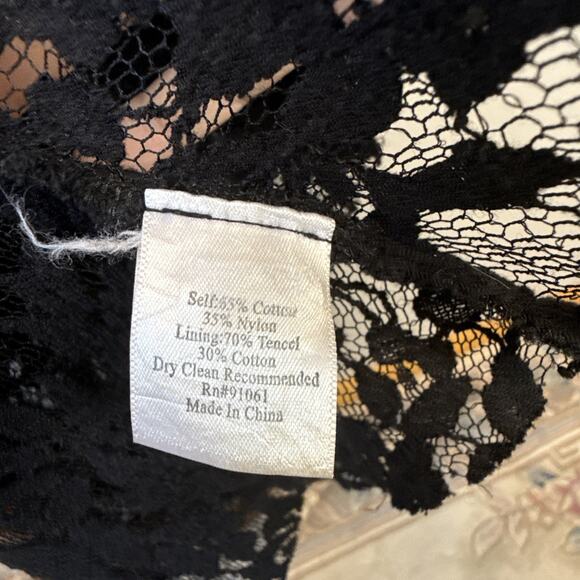 Self:65% Cotton
35% Nylon
Lining:70% Tencel
30% Cotton
Dry Clean Recommended
Rn#91061
Made In China